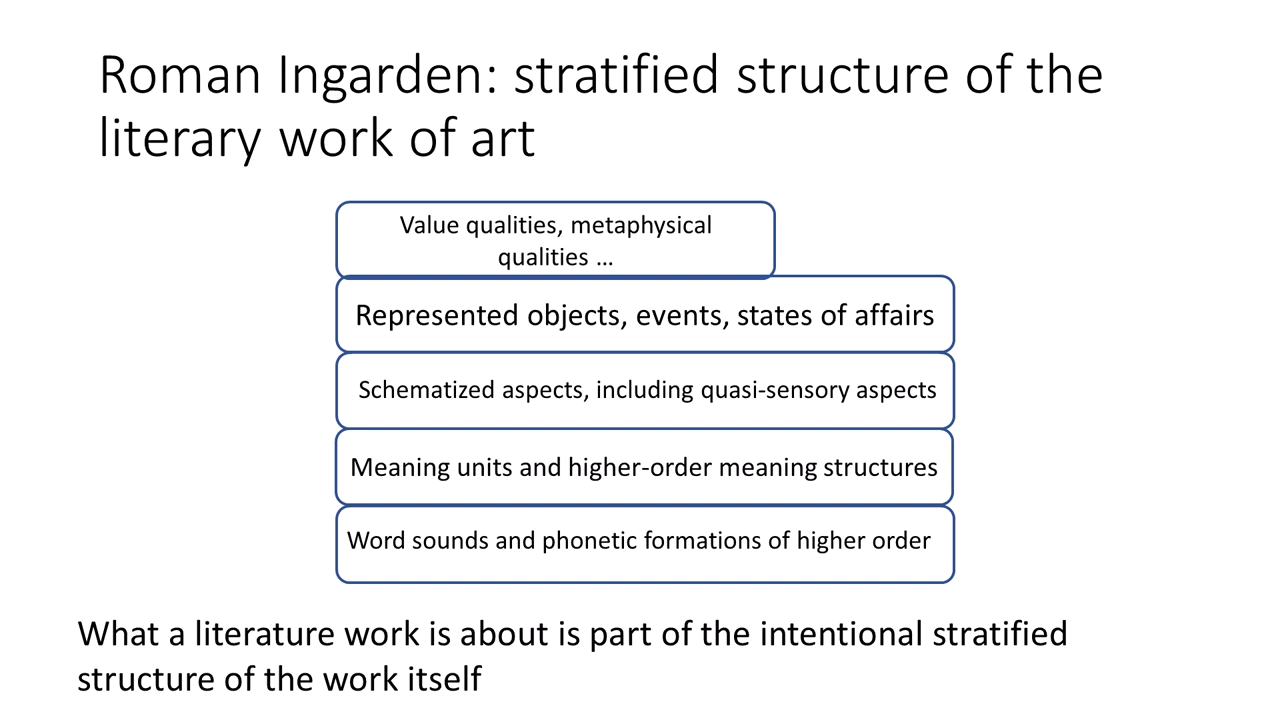 Roman Ingarden: stratified structure of the
literary work of art
Value qualities, metaphysical
qualities …
Represented objects, events, states of affairs
Schematized aspects, including quasi-sensory aspects
Meaning units and higher-order meaning structures
Word sounds and phonetic formations of higher order
What a literature work is about is part of the intentional stratified
structure of the work itself